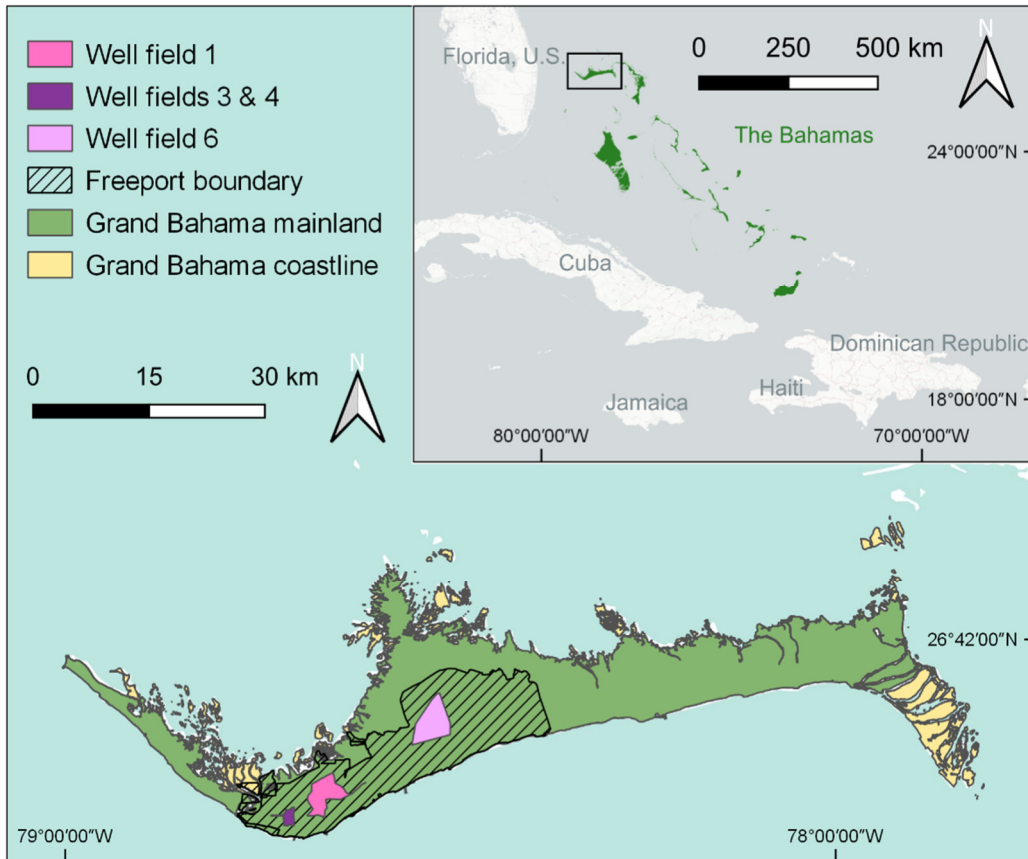 Well field 1
Well fields 3 & 4
Well field 6
Freeport boundary
Grand Bahama mainland
Grand Bahama coastline
0 15 30 km
N
Florida, U.S.
0 250 500 km
N
The Bahamas
24°00′00″N
Cuba
Dominican Republic
Haiti
Jamaica
18°00′00″N
80°00′00″W
70°00′00″W
26°42′00″N
79°00′00″W
78°00′00″W